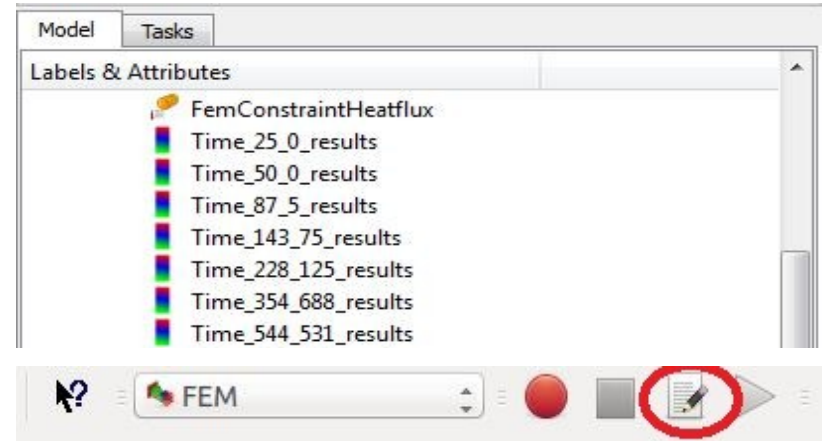 Model Tasks
Labels & Attributes
FemConstraintHeatflux
Time_25_0_results
Time_50_0_results
Time_87_5_results
Time_143_75_results
Time_228_125_results
Time_354_688_results
Time_544_531_results
? FEM